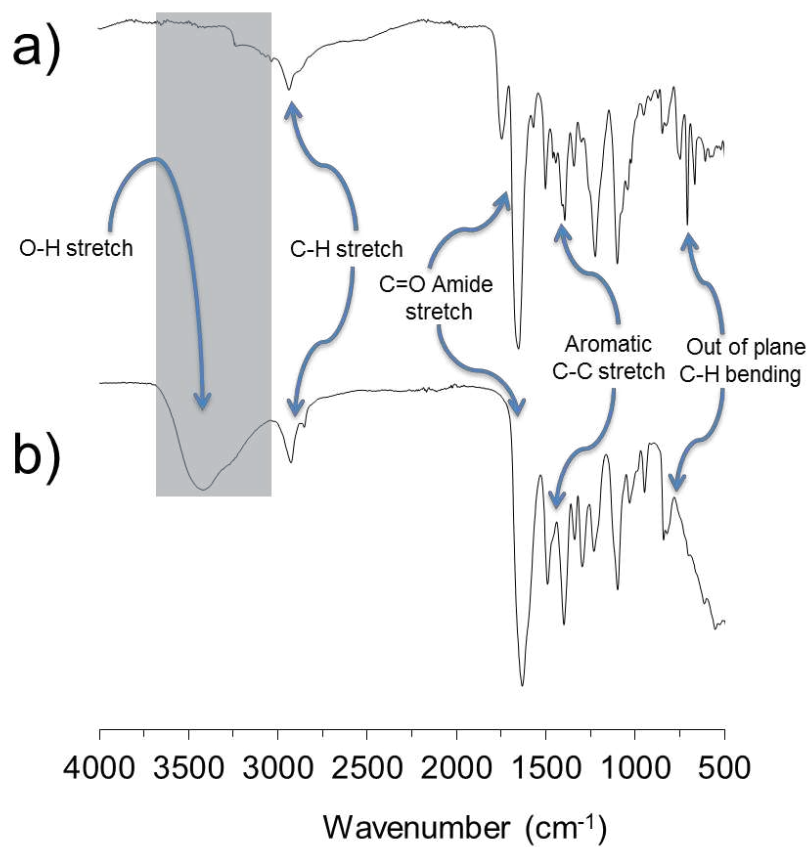 a)
O-H stretch
C-H stretch
C=O Amide
stretch
Aromatic
C-C stretch
Out of plane
C-H bending
b)
4000 3500 3000 2500 2000 1500 1000 500
Wavenumber (cm⁻¹)